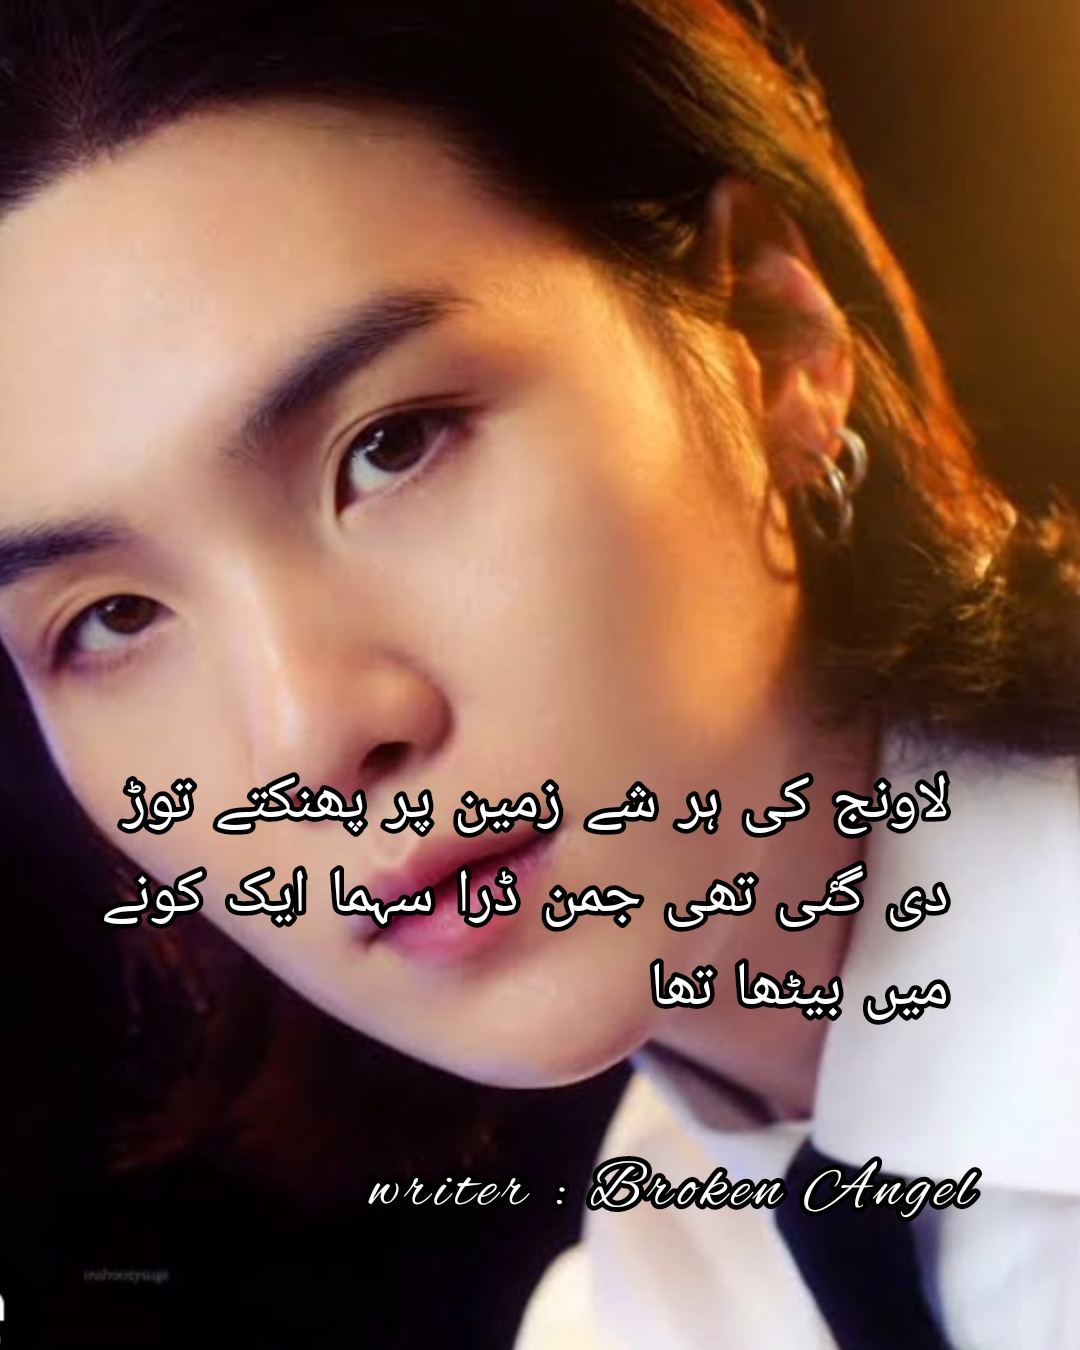 لاونج کی ہر شے زمین پر پھنکتے توڑ
دی گئی تھی جمن ڈرا سہما ایک کونے
میں بیٹھا تھا
writer : Broken Angel